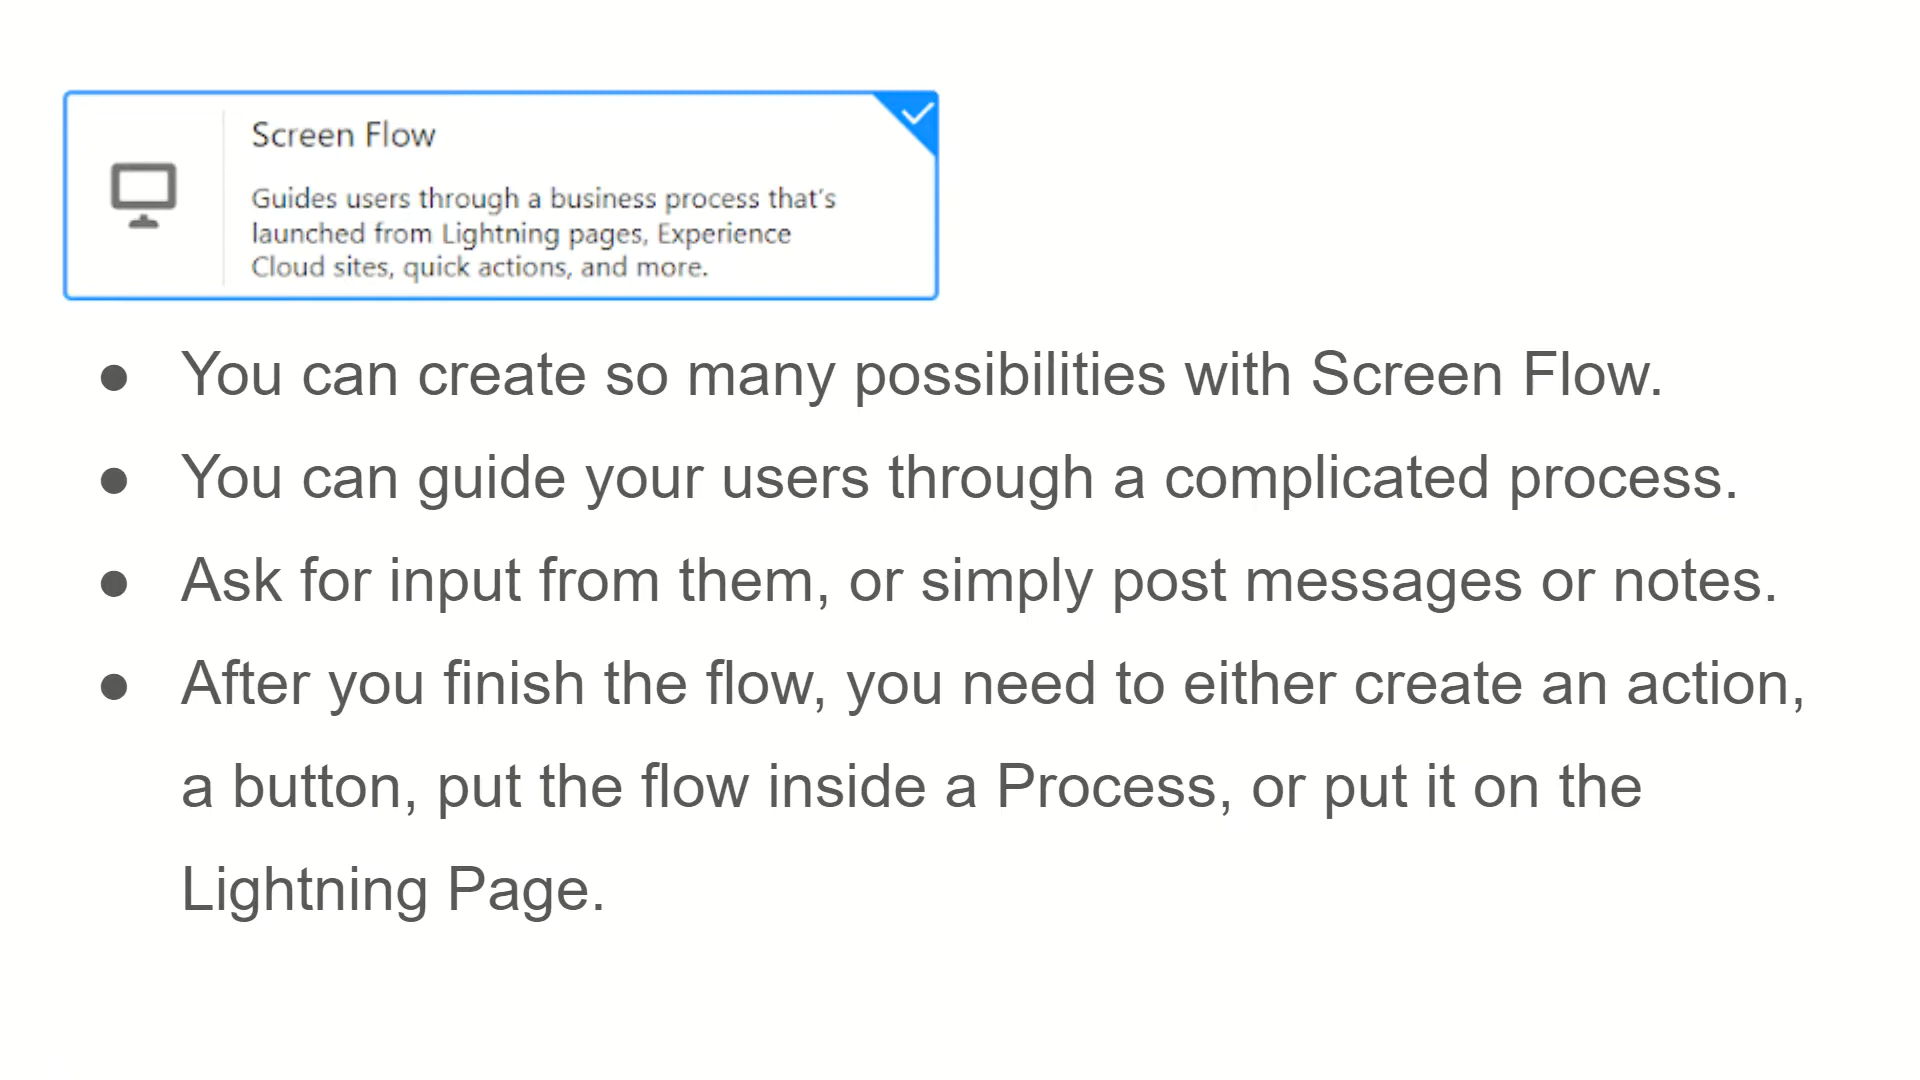 Screen Flow
Guides users through a business process that's
launched from Lightning pages, Experience
Cloud sites, quick actions, and more.
● You can create so many possibilities with Screen Flow.
● You can guide your users through a complicated process.
● Ask for input from them, or simply post messages or notes.
● After you finish the flow, you need to either create an action,
a button, put the flow inside a Process, or put it on the
Lightning Page.